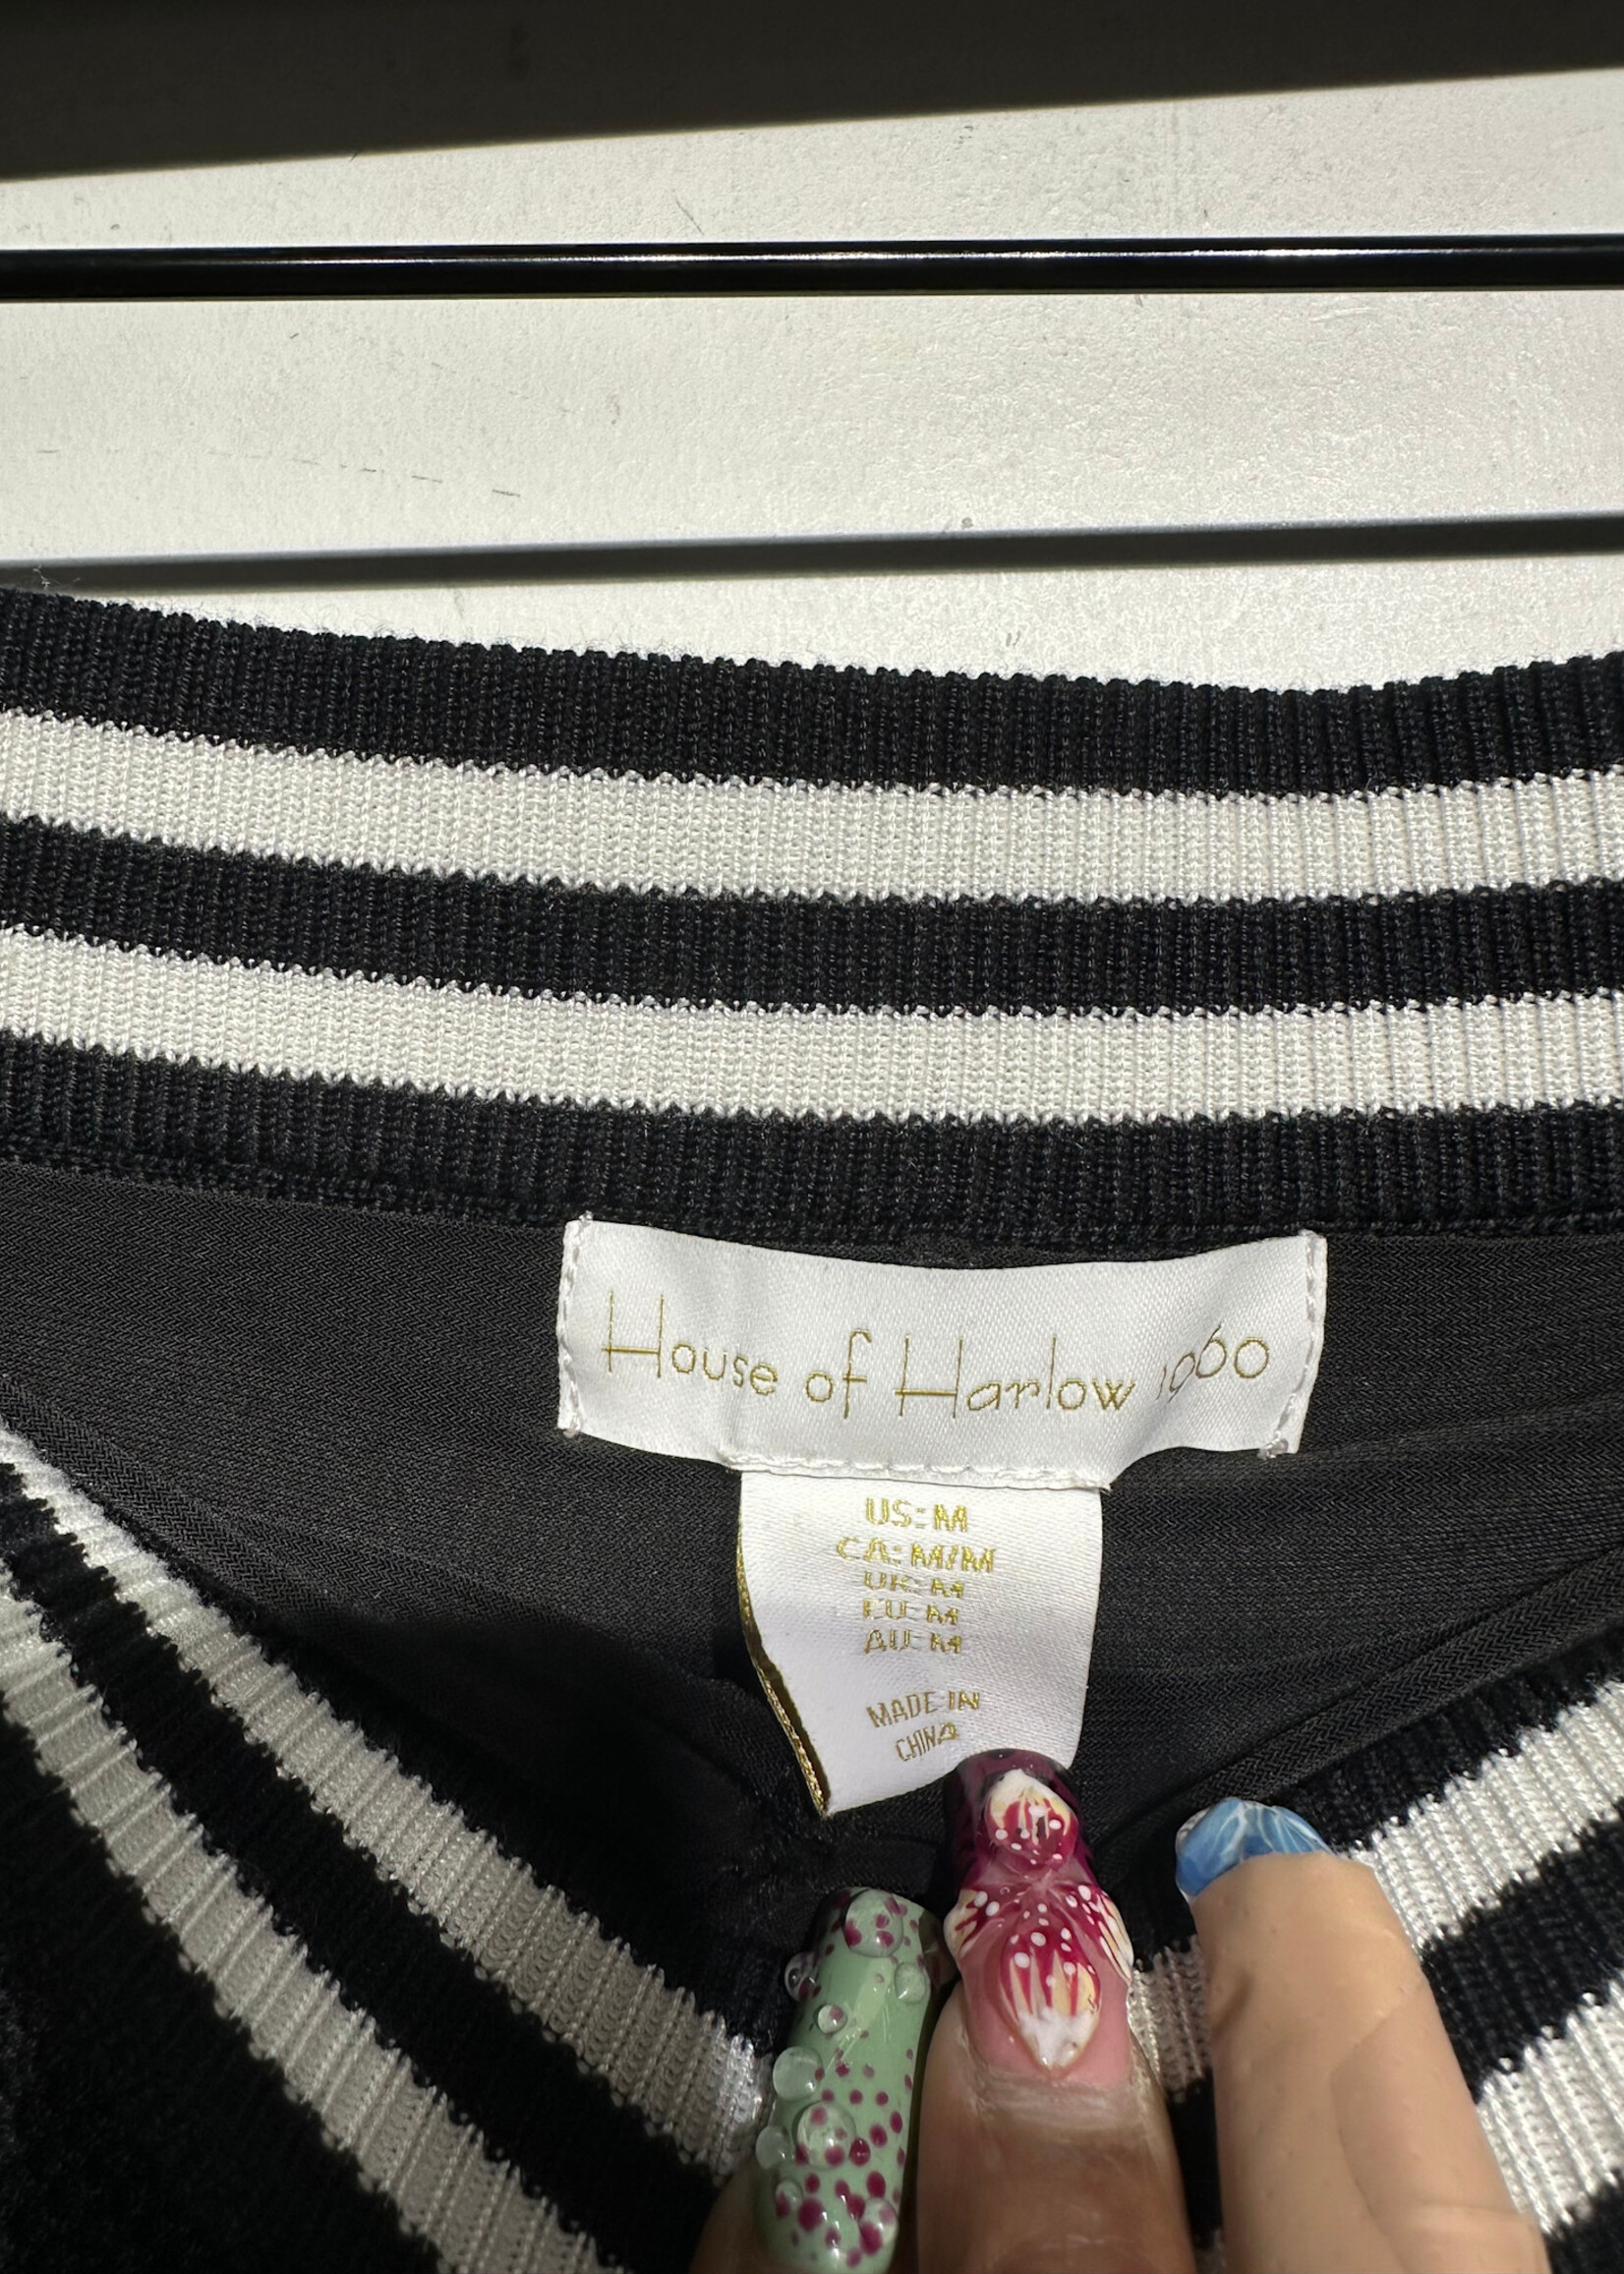 House of Harlow 1960
US: M
CA: M/M
UK: M
EU: M
AU: M
MADE IN
CHINA